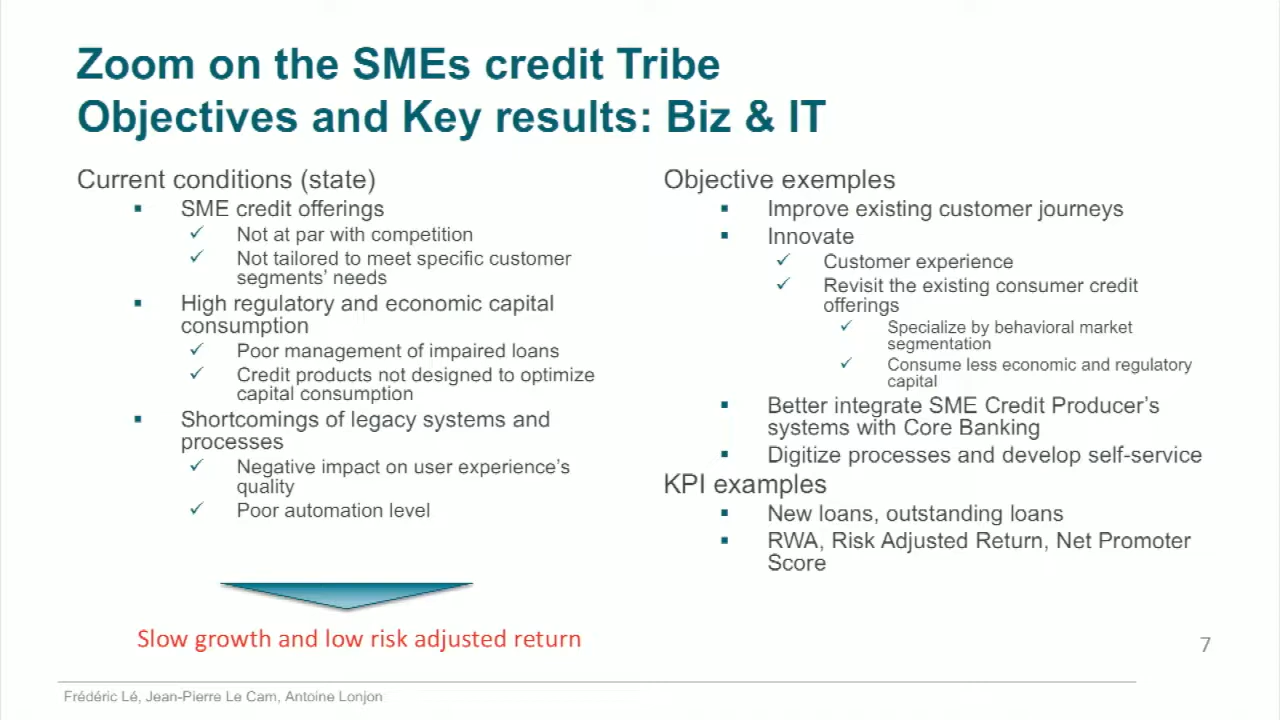 Zoom on the SMEs credit Tribe
Objectives and Key results: Biz & IT
Current conditions (state)
SME credit offerings
Not at par with competition
Not tailored to meet specific customer
segments’ needs
High regulatory and economic capital
consumption
Poor management of impaired loans
Credit products not designed to optimize
capital consumption
Shortcomings of legacy systems and
processes
Negative impact on user experience’s
quality
Poor automation level
Slow growth and low risk adjusted return
Objective exemples
Improve existing customer journeys
Innovate
Customer experience
Revisit the existing consumer credit
offerings
Specialize by behavioral market
segmentation
Consume less economic and regulatory
capital
Better integrate SME Credit Producer’s
systems with Core Banking
Digitize processes and develop self-service
KPI examples
New loans, outstanding loans
RWA, Risk Adjusted Return, Net Promoter
Score
7
Frédéric Lé, Jean-Pierre Le Cam, Antoine Lonjon